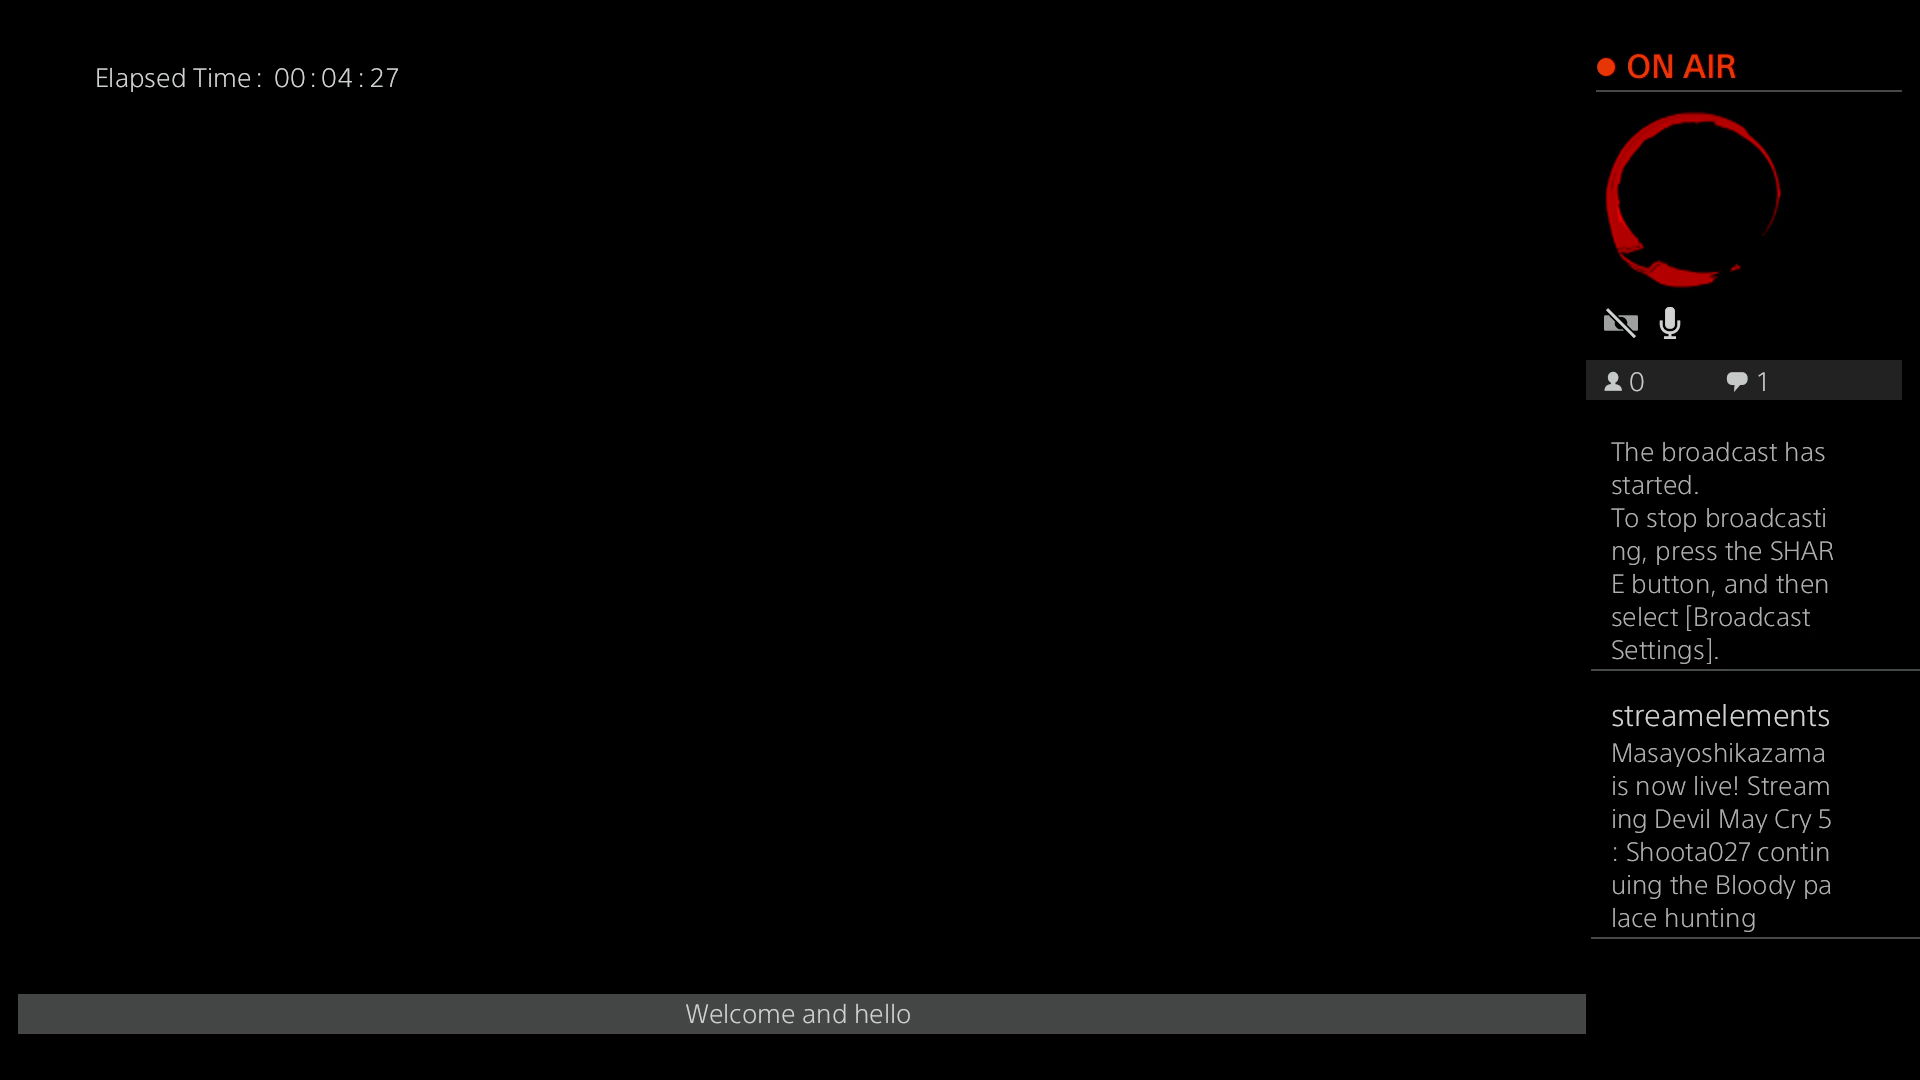 Elapsed Time: 00:04:27
ON AIR
0 1
The broadcast has
started.
To stop broadcasti
ng, press the SHAR
E button, and then
select [Broadcast
Settings].
streamelements
Masayoshikazama
is now live! Stream
ing Devil May Cry 5
: Shoota027 contin
uing the Bloody pa
lace hunting
Welcome and hello